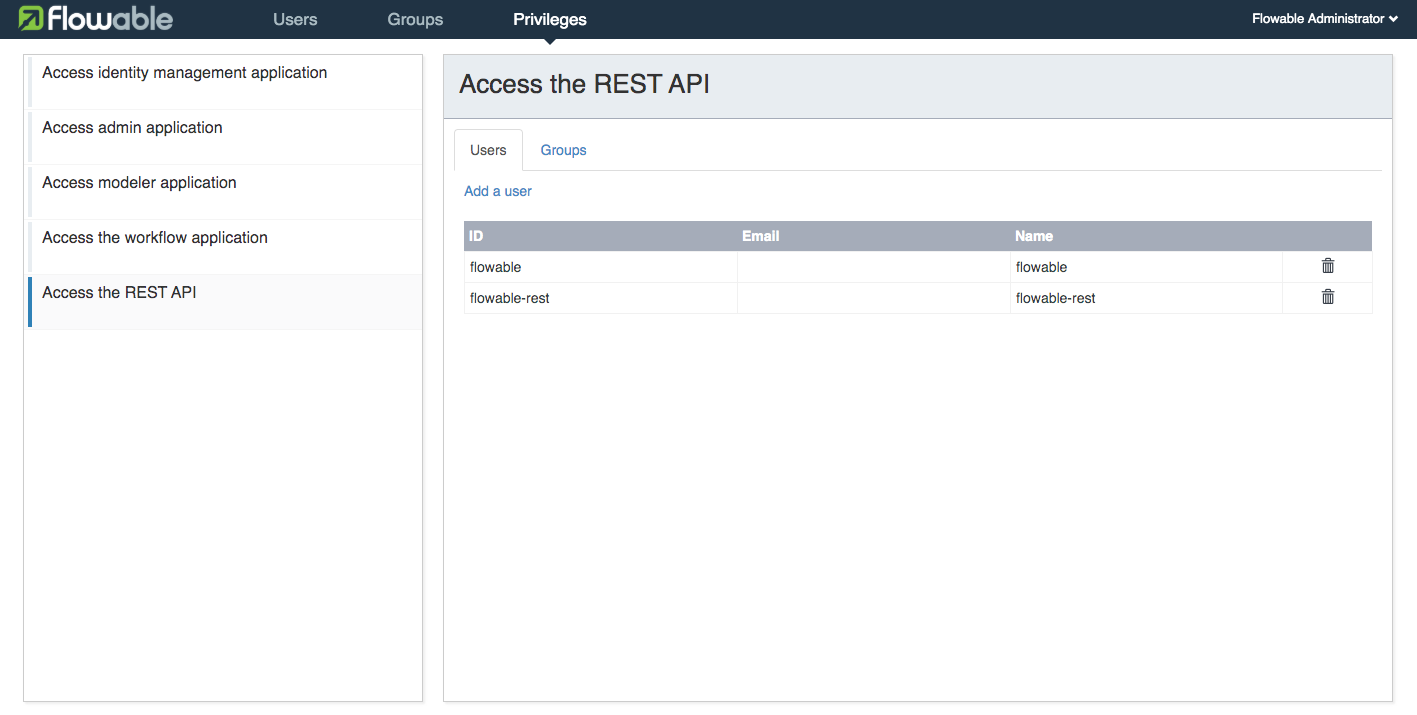 flowable Users Groups Privileges Flowable Administrator
Access identity management application
Access admin application
Access modeler application
Access the workflow application
Access the REST API
Access the REST API
Users Groups
Add a user
ID Email Name
flowable flowable
flowable-rest flowable-rest